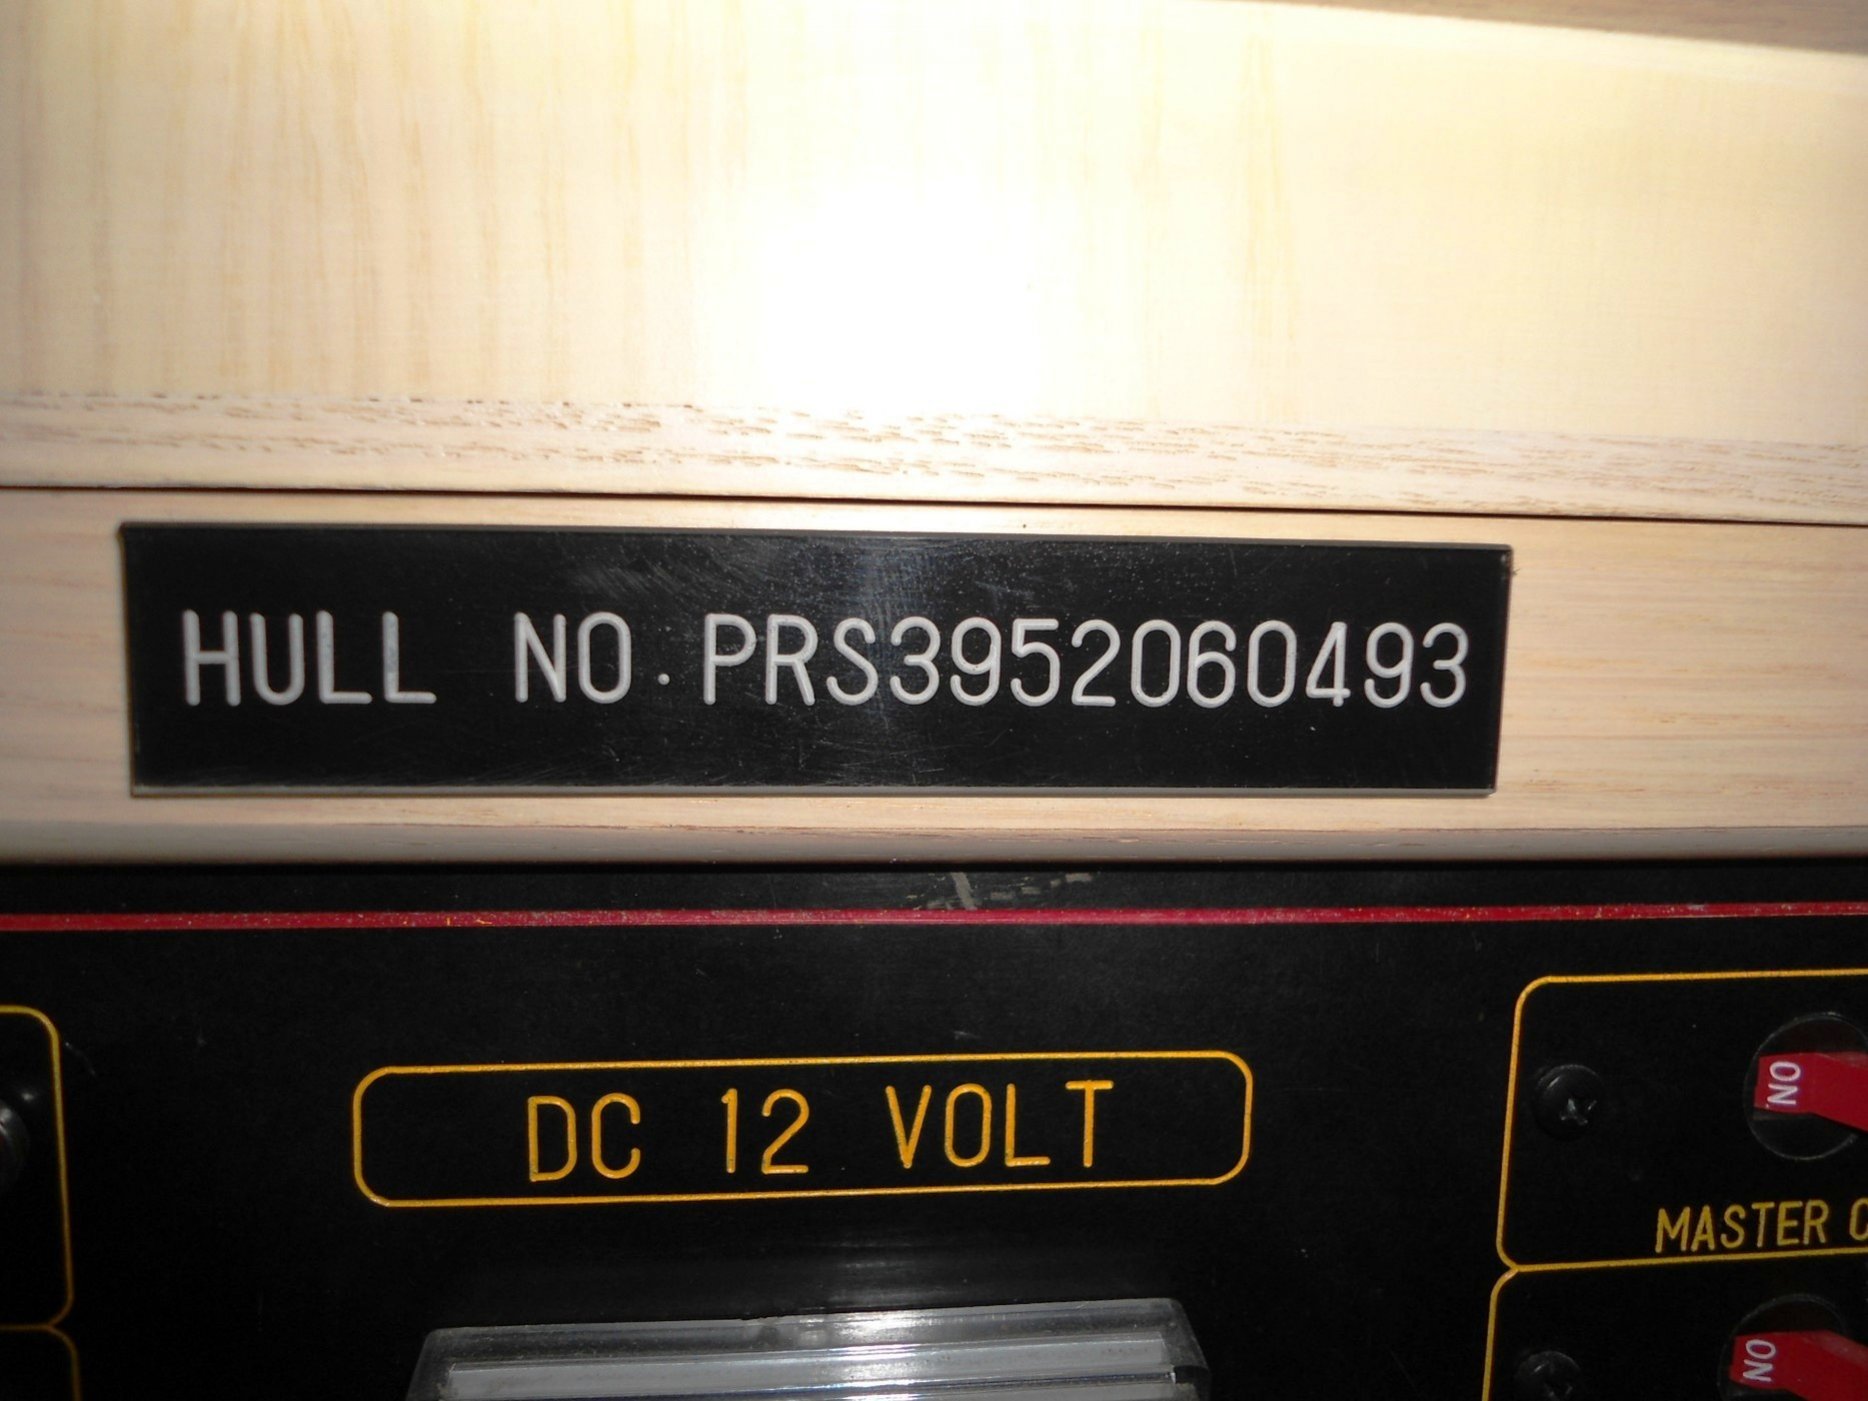 HULL NO. PRS3952060493
DC 12 VOLT
ON
MASTER
ON